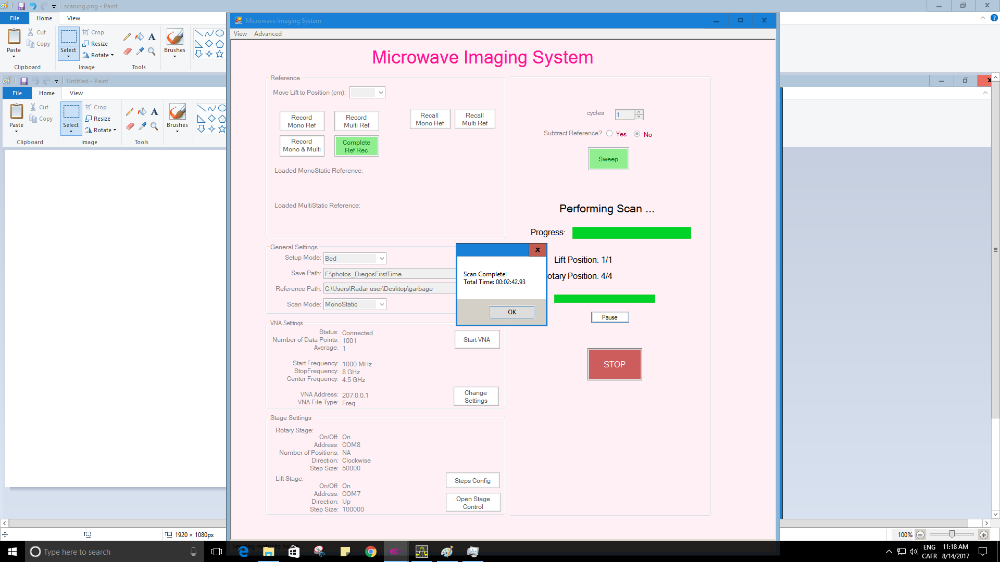 scaning.png - Paint
File Home View
Paste
Cut
Copy
Clipboard
Select
Crop
Resize
Rotate
Image
Tools
Brushes
Untitled - Paint
File Home View
Paste
Cut
Copy
Clipboard
Select
Crop
Resize
Rotate
Image
Tools
Brushes
1920 × 1080px
100%
Microwave Imaging System
View Advanced
Microwave Imaging System
Reference
Move Lift to Position (cm):
Record
Mono Ref
Record
Multi Ref
Recall
Mono Ref
Recall
Multi Ref
Record
Mono & Multi
Complete
Ref Rec
Loaded MonoStatic Reference:
Loaded MultiStatic Reference:
General Settings
Setup Mode: Bed
Save Path: F:\photos_DiegosFirstTime
Reference Path: C:\Users\Radar user\Desktop\garbage
Scan Mode: MonoStatic
VNA Settings
Status: Connected
Number of Data Points: 1001
Average: 1
Start Frequency: 1000 MHz
StopFrequency: 8 GHz
Center Frequency: 4.5 GHz
VNA Address: 207.0.0.1
VNA File Type: Freq
Start VNA
Change
Settings
Stage Settings
Rotary Stage:
On/Off: On
Address: COM8
Number of Positions: NA
Direction: Clockwise
Step Size: 50000
Lift Stage:
On/Off: On
Address: COM7
Direction: Up
Step Size: 100000
Steps Config
Open Stage
Control
cycles 1
Subtract Reference? Yes No
Sweep
Performing Scan ...
Progress:
Lift Position: 1/1
otary Position: 4/4
Pause
STOP
Scan Complete!
Total Time: 00:02:42.93
OK
Type here to search
ENG
CAFR
11:18 AM
8/14/2017